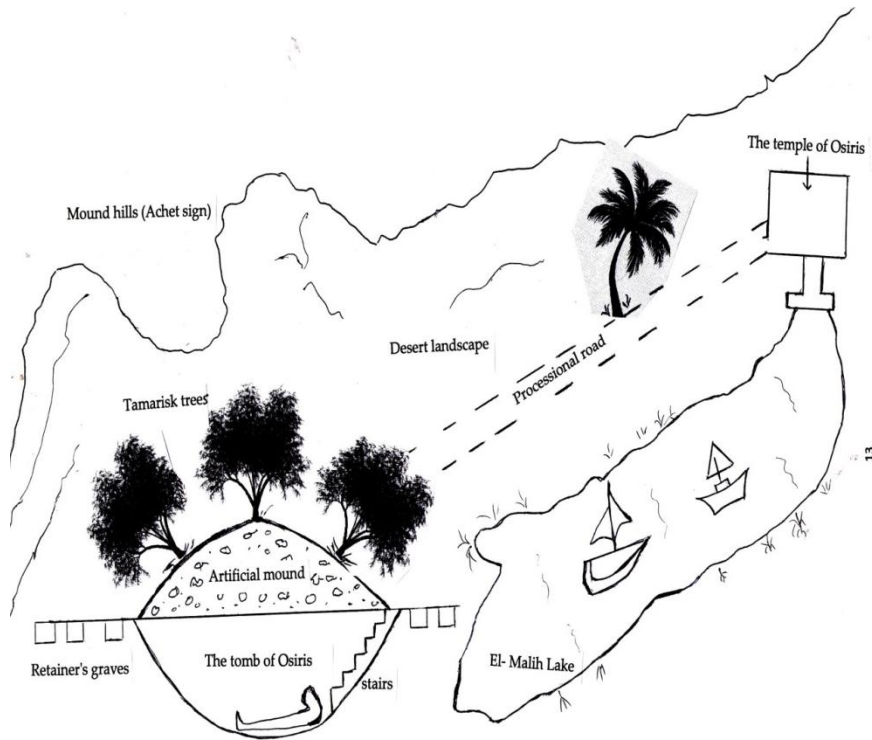 The temple of Osiris
Mound hills (Achet sign)
Desert landscape
Processional road
Tamarisk trees
13
Artificial mound
The tomb of Osiris
El- Malih Lake
Retainer's graves
stairs